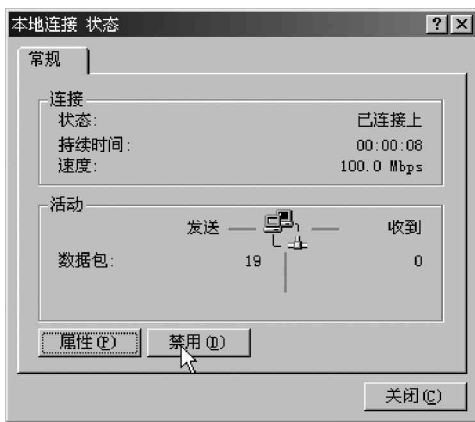 本地连接 状态
常规
连接
状态: 已连接上
持续时间: 00:00:08
速度: 100.0 Mbps
活动
发送 — — 收到
数据包: 19 0
属性(P) 禁用(D)
关闭(C)